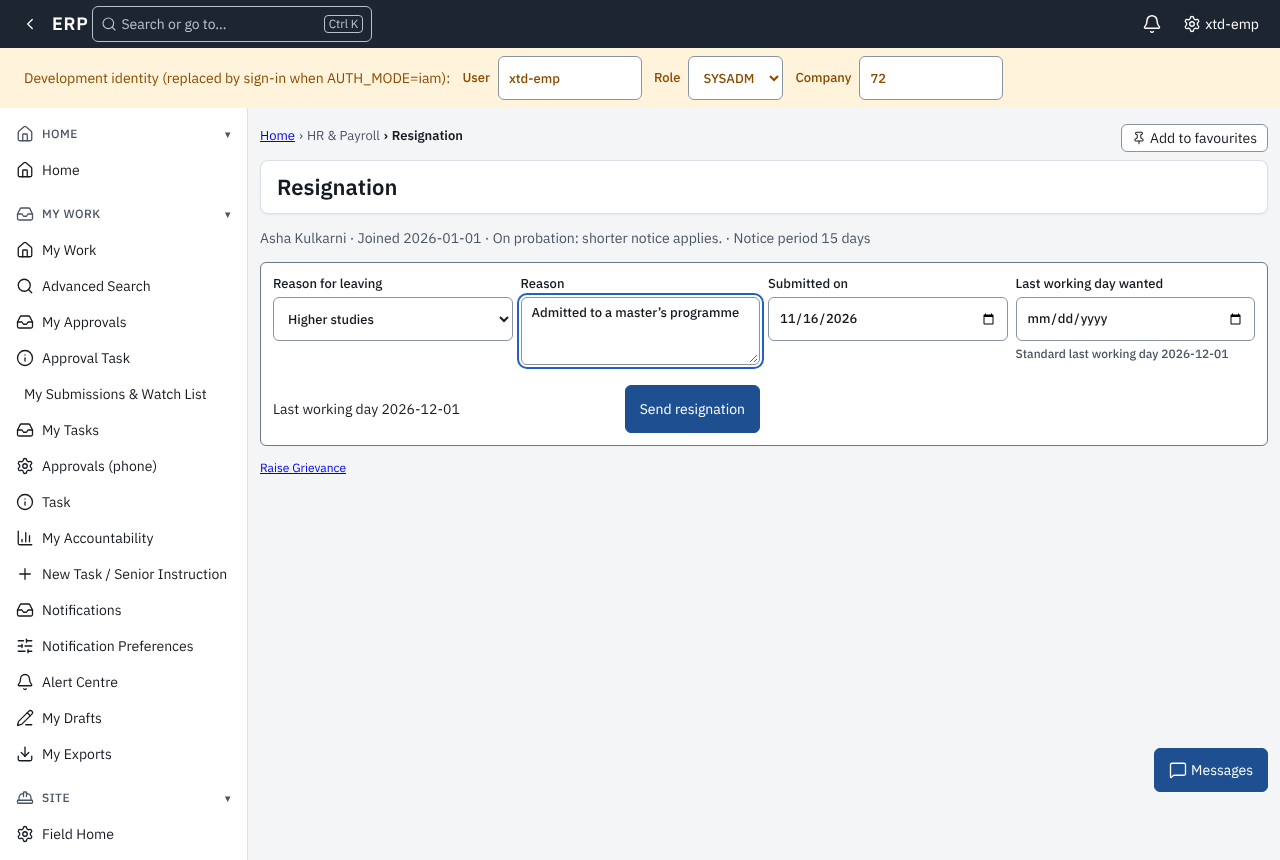 ERP
Search or go to...
Ctrl K
xtd-emp
Development identity (replaced by sign-in when AUTH_MODE=iam):
User
xtd-emp
Role
SYSADM
Company
72
HOME
Home
MY WORK
My Work
Advanced Search
My Approvals
Approval Task
My Submissions & Watch List
My Tasks
Approvals (phone)
Task
My Accountability
New Task / Senior Instruction
Notifications
Notification Preferences
Alert Centre
My Drafts
My Exports
SITE
Field Home
Home › HR & Payroll › Resignation
Add to favourites
Resignation
Asha Kulkarni · Joined 2026-01-01 · On probation: shorter notice applies. · Notice period 15 days
Reason for leaving
Higher studies
Reason
Admitted to a master’s programme
Submitted on
11/16/2026
Last working day wanted
mm/dd/yyyy
Standard last working day 2026-12-01
Last working day 2026-12-01
Send resignation
Raise Grievance
Messages